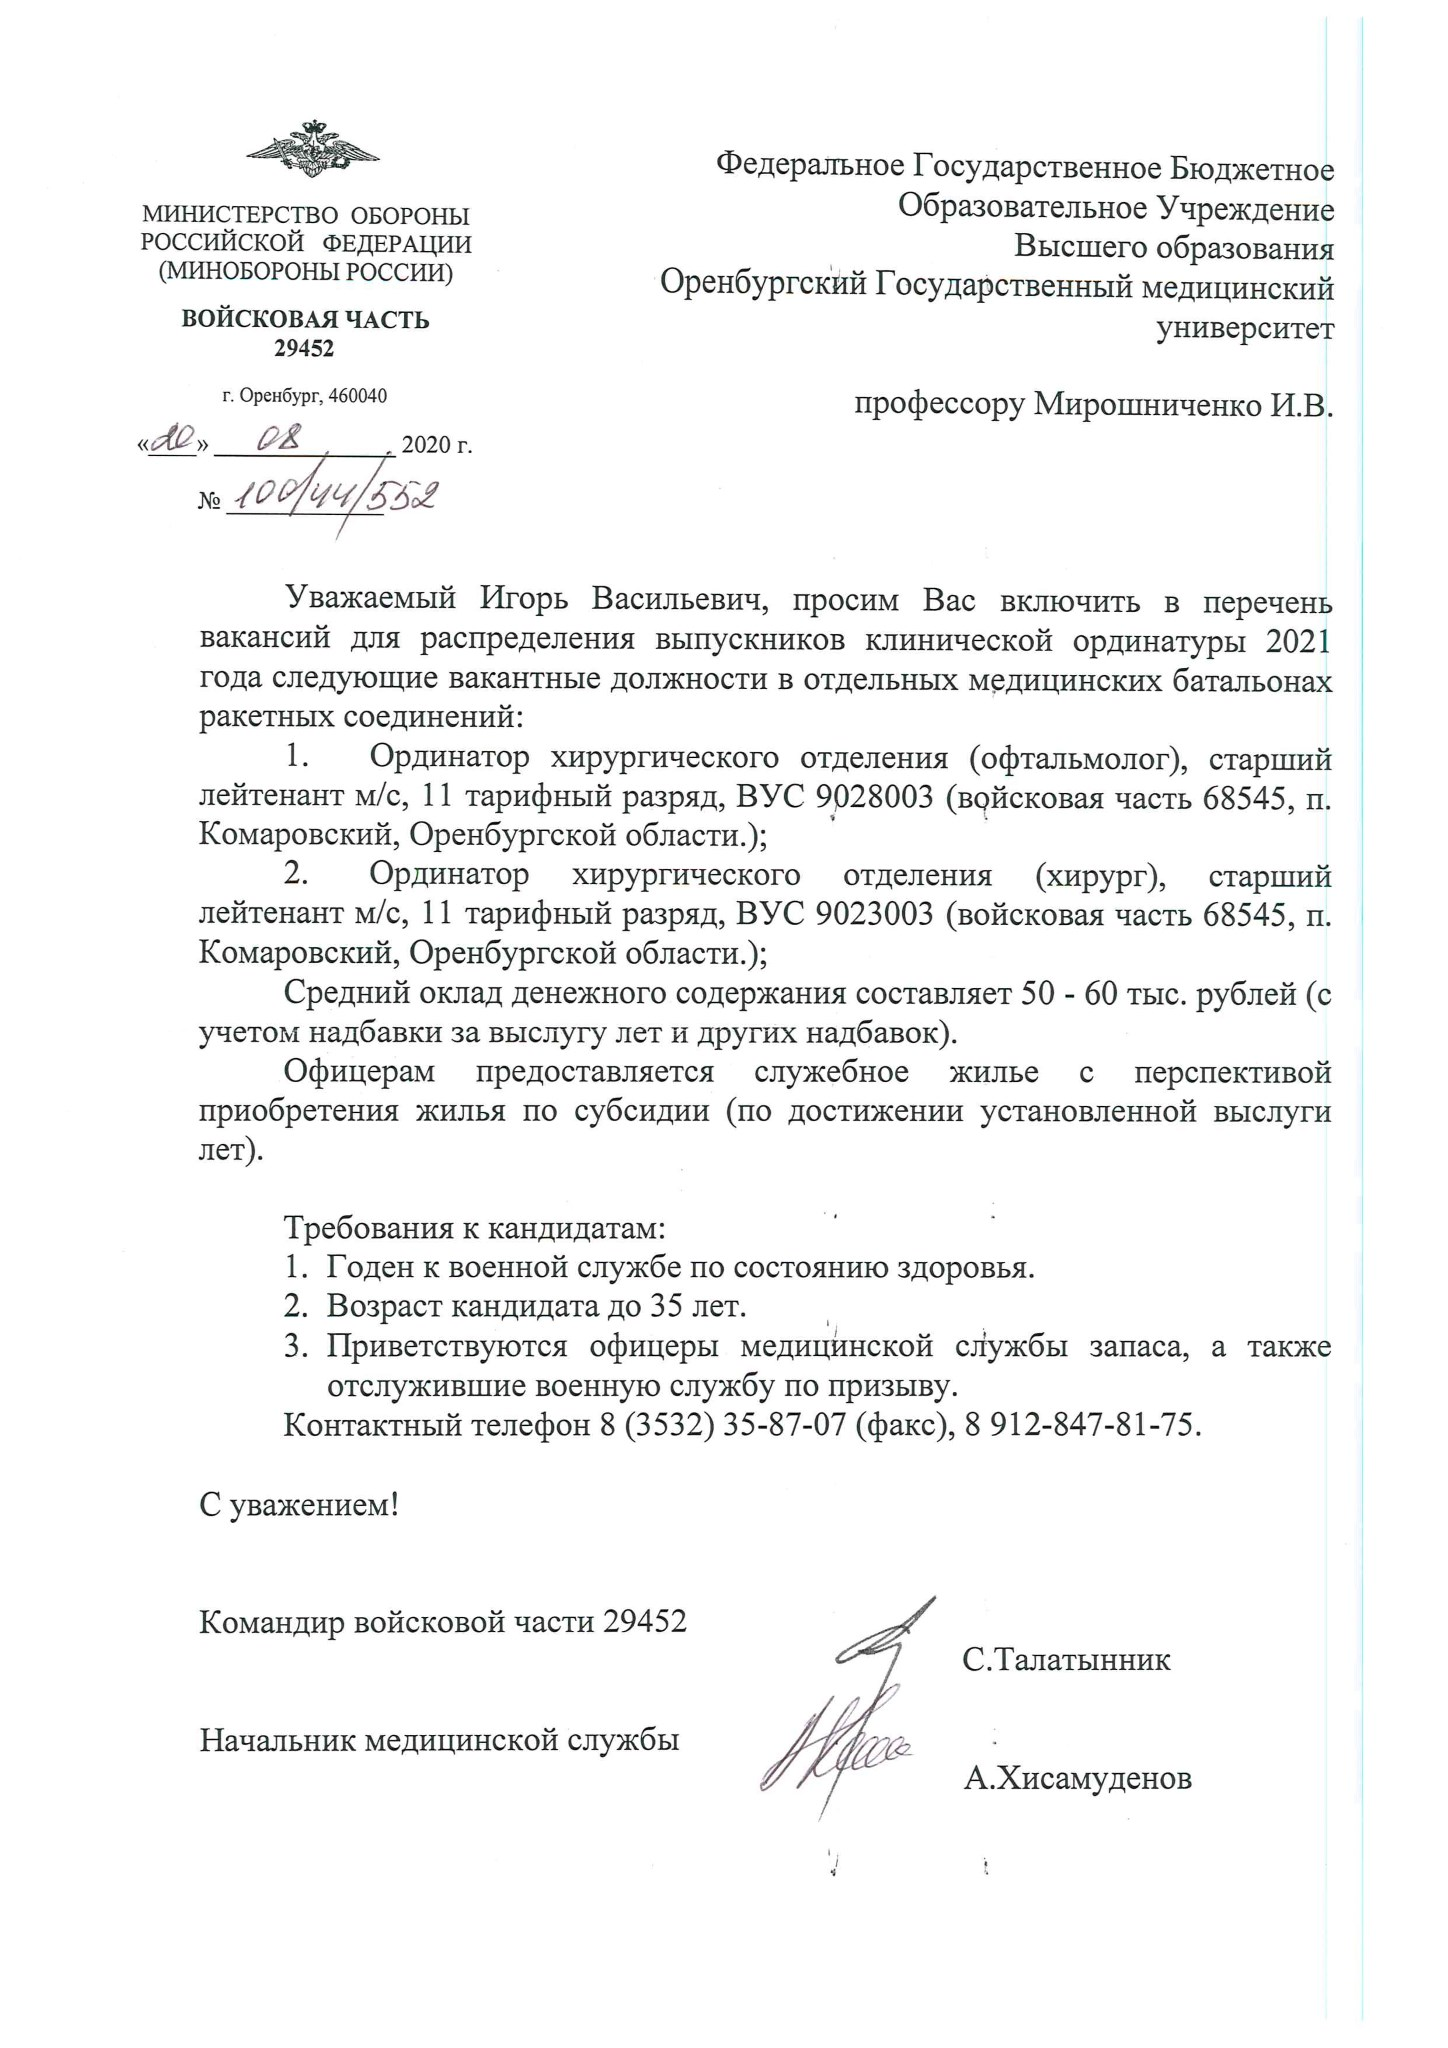 МИНИСТЕРСТВО ОБОРОНЫ
РОССИЙСКОЙ ФЕДЕРАЦИИ
(МИНОБОРОНЫ РОССИИ)
ВОЙСКОВАЯ ЧАСТЬ
29452
г. Оренбург, 460040
«20» 08 2020 г.
№ 100/44/552
Федеральное Государственное Бюджетное
Образовательное Учреждение
Высшего образования
Оренбургский Государственный медицинский
университет
профессору Мирошниченко И.В.
Уважаемый Игорь Васильевич, просим Вас включить в перечень
вакансий для распределения выпускников клинической ординатуры 2021
года следующие вакантные должности в отдельных медицинских батальонах
ракетных соединений:
1. Ординатор хирургического отделения (офтальмолог), старший
лейтенант м/с, 11 тарифный разряд, ВУС 9028003 (войсковая часть 68545, п.
Комаровский, Оренбургской области.);
2. Ординатор хирургического отделения (хирург), старший
лейтенант м/с, 11 тарифный разряд, ВУС 9023003 (войсковая часть 68545, п.
Комаровский, Оренбургской области.);
Средний оклад денежного содержания составляет 50 - 60 тыс. рублей (с
учетом надбавки за выслугу лет и других надбавок).
Офицерам предоставляется служебное жилье с перспективой
приобретения жилья по субсидии (по достижении установленной выслуги
лет).
Требования к кандидатам:
1. Годен к военной службе по состоянию здоровья.
2. Возраст кандидата до 35 лет.
3. Приветствуются офицеры медицинской службы запаса, а также
отслужившие военную службу по призыву.
Контактный телефон 8 (3532) 35-87-07 (факс), 8 912-847-81-75.
С уважением!
Командир войсковой части 29452
С.Талатынник
Начальник медицинской службы
А.Хисамуденов